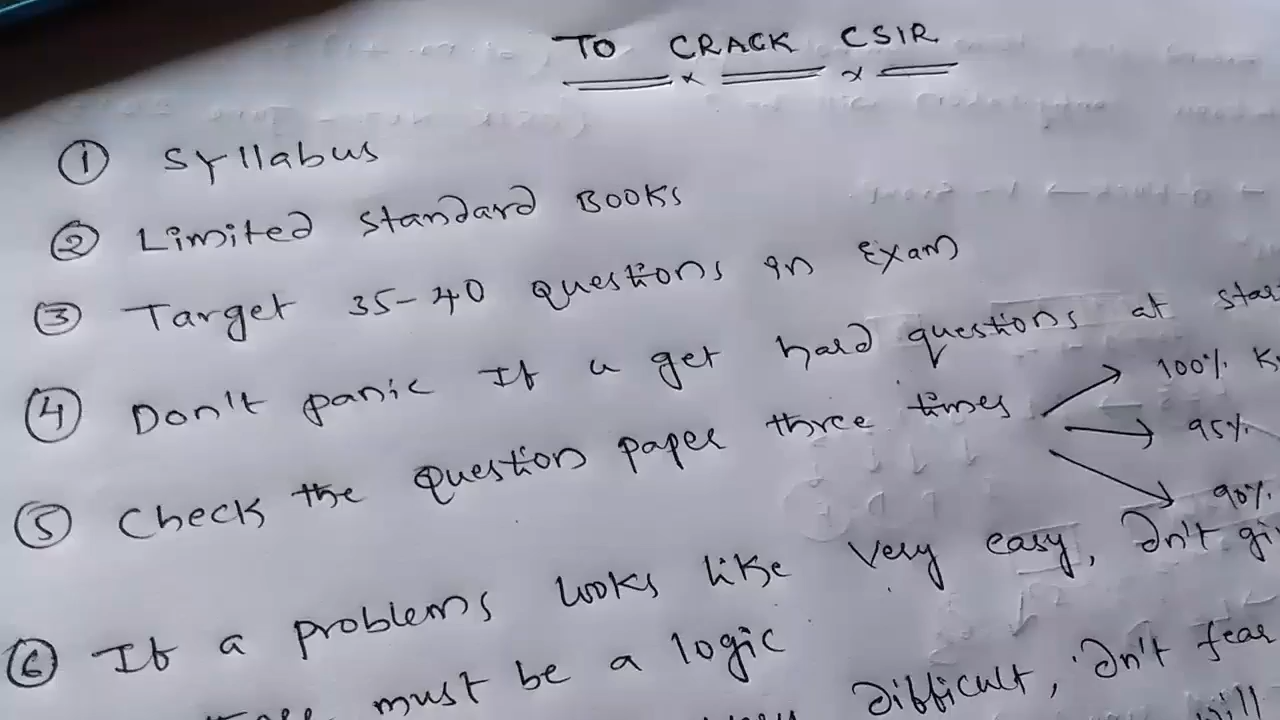 TO CRACK CSIR
① Syllabus
② Limited Standard BOOKS
③ Target 35-40 questions in Exam
④ Don't panic If u get hard questions at
⑤ Check the Question paper three times
100%
95%
90%
⑥ If a problems looks like very easy, don't
must be a logic
difficult, don't fear